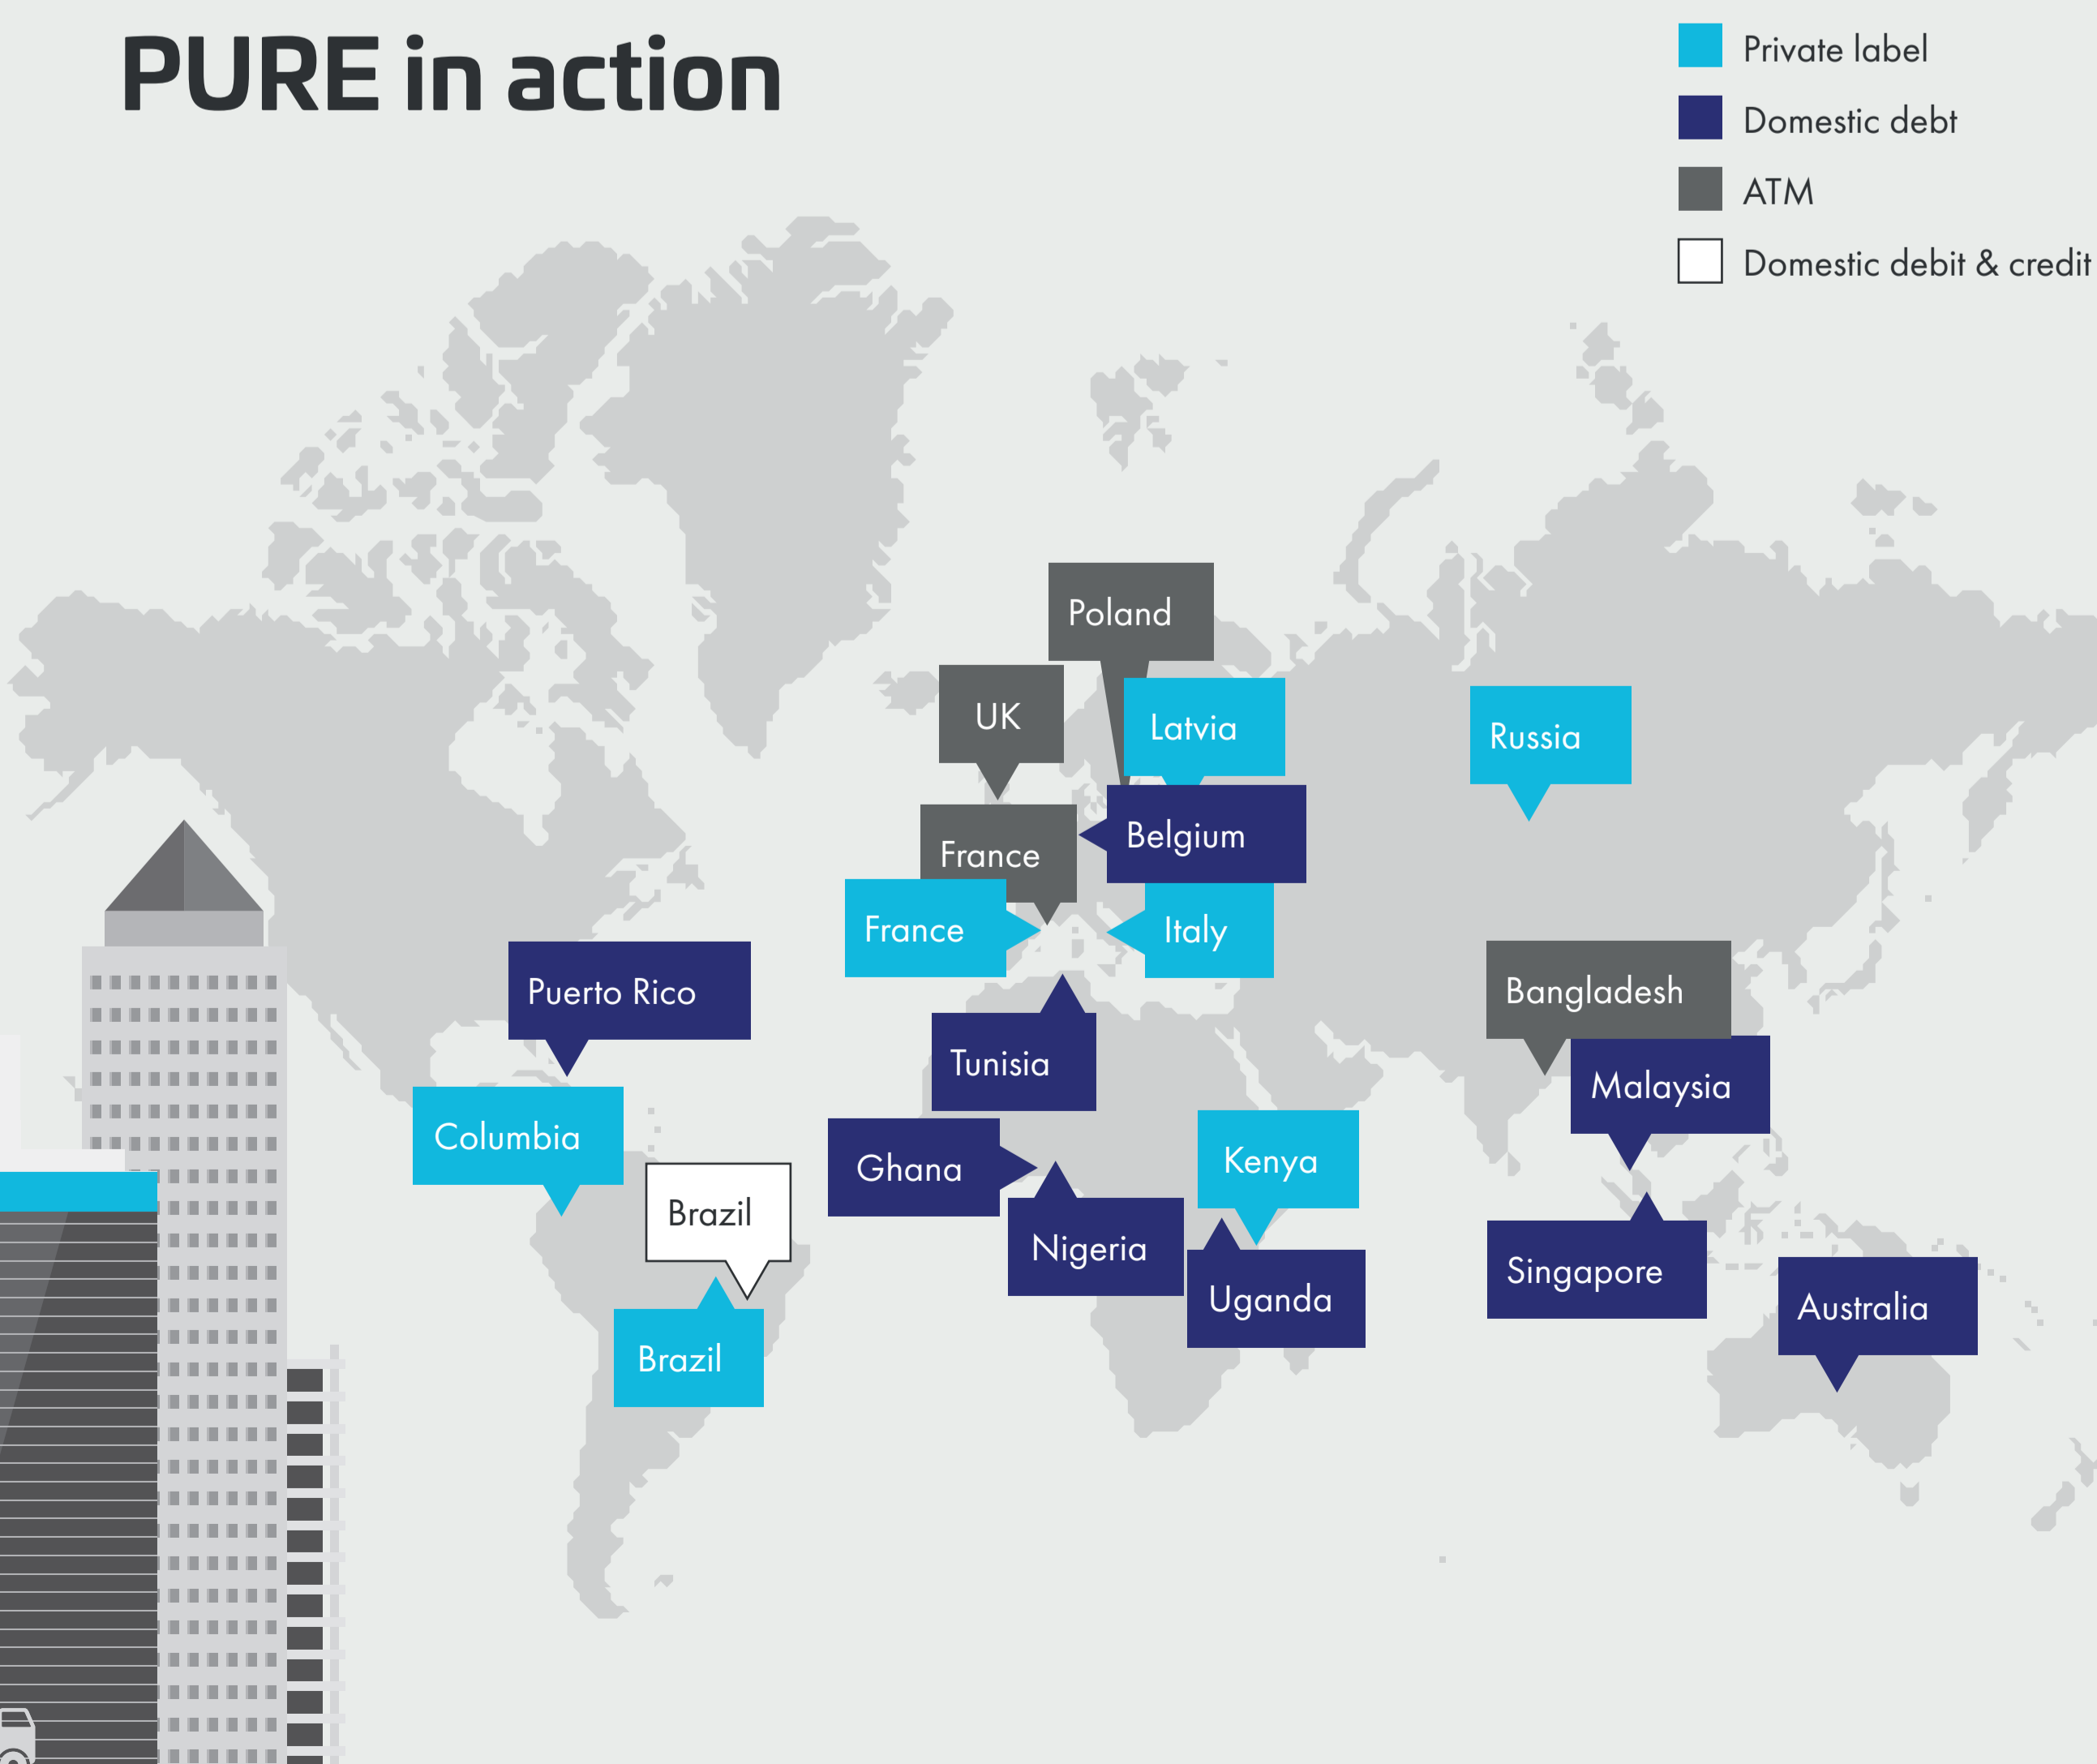 PURE in action
Private label
Domestic debt
ATM
Domestic debit & credit
Poland
UK
Latvia
Russia
France
Belgium
France
Italy
Puerto Rico
Bangladesh
Tunisia
Malaysia
Columbia
Ghana
Kenya
Brazil
Nigeria
Singapore
Uganda
Australia
Brazil